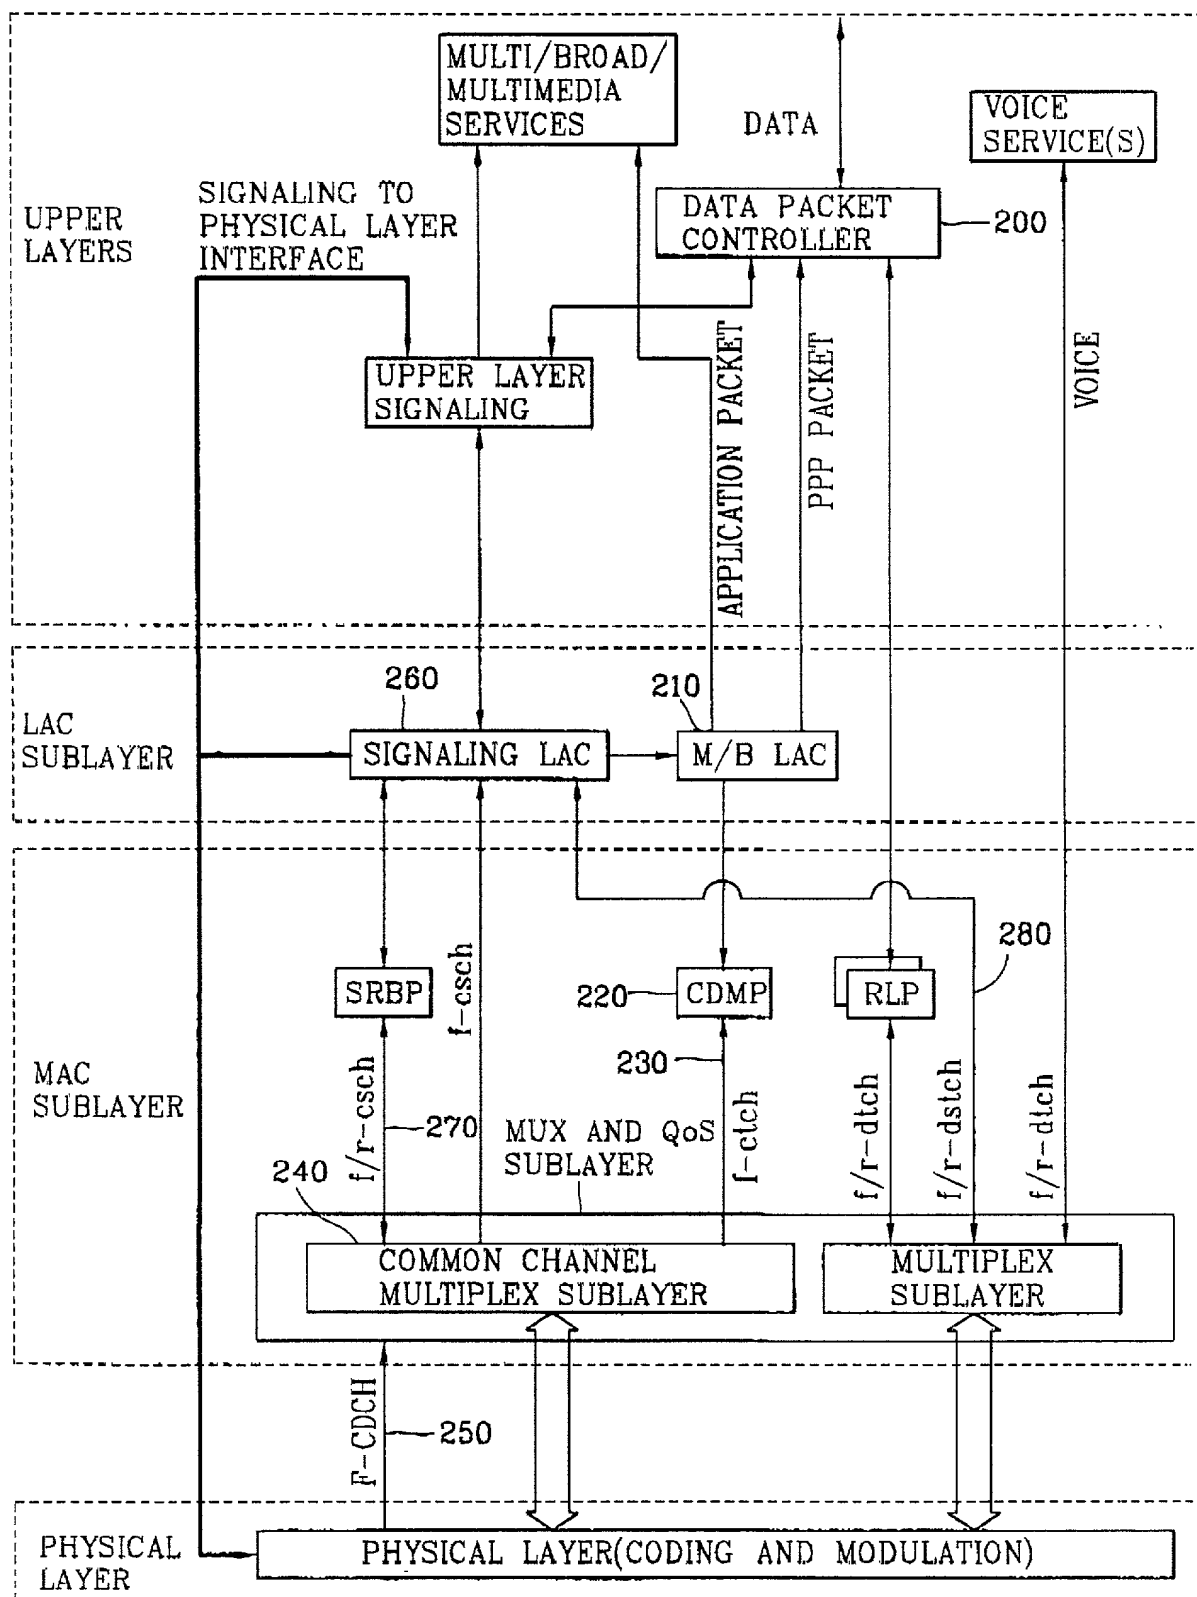 MULTI/BROAD/
MULTIMEDIA
SERVICES
DATA
VOICE
SERVICE(S)
UPPER
LAYERS
SIGNALING TO
PHYSICAL LAYER
INTERFACE
DATA PACKET
CONTROLLER
200
UPPER LAYER
SIGNALING
APPLICATION PACKET
PPP PACKET
VOICE
LAC
SUBLAYER
260
SIGNALING LAC
210
M/B LAC
MAC
SUBLAYER
SRBP
f-csch
220
CDMP
RLP
280
f/r-csch
270
230
f-ctch
f/r-dtch
f/r-dstch
f/r-dtch
MUX AND QoS
SUBLAYER
240
COMMON CHANNEL
MULTIPLEX SUBLAYER
MULTIPLEX
SUBLAYER
F-CDCH
250
PHYSICAL
LAYER
PHYSICAL LAYER(CODING AND MODULATION)